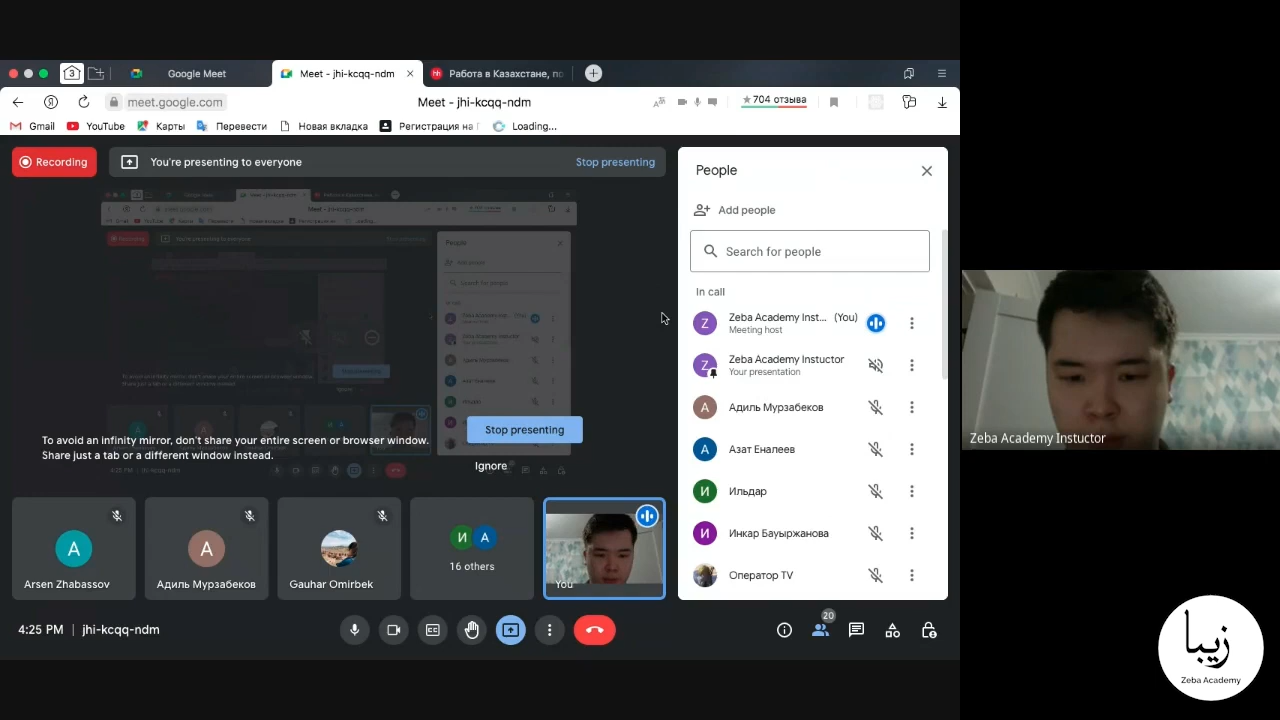 3
Google Meet
Meet - jhi-kcqq-ndm
hh
Работа в Казахстане, по
Я
meet.google.com
Meet - jhi-kcqq-ndm
704 отзыва
Gmail
YouTube
Карты
Перевести
Новая вкладка
Регистрация на
Loading...
Recording
You're presenting to everyone
Stop presenting
To avoid an infinity mirror, don't share your entire screen or browser window.
Share just a tab or a different window instead.
Stop presenting
Ignore
People
Add people
Search for people
In call
Z
Zeba Academy Inst... (You)
Meeting host
Z
Zeba Academy Instuctor
Your presentation
А
Адиль Мурзабеков
А
Азат Еналеев
И
Ильдар
И
Инкар Бауыржанова
Оператор TV
A
Arsen Zhabassov
А
Адиль Мурзабеков
Gauhar Omirbek
И А
16 others
You
4:25 PM | jhi-kcqq-ndm
20
Zeba Academy Instuctor
زيبا
Zeba Academy